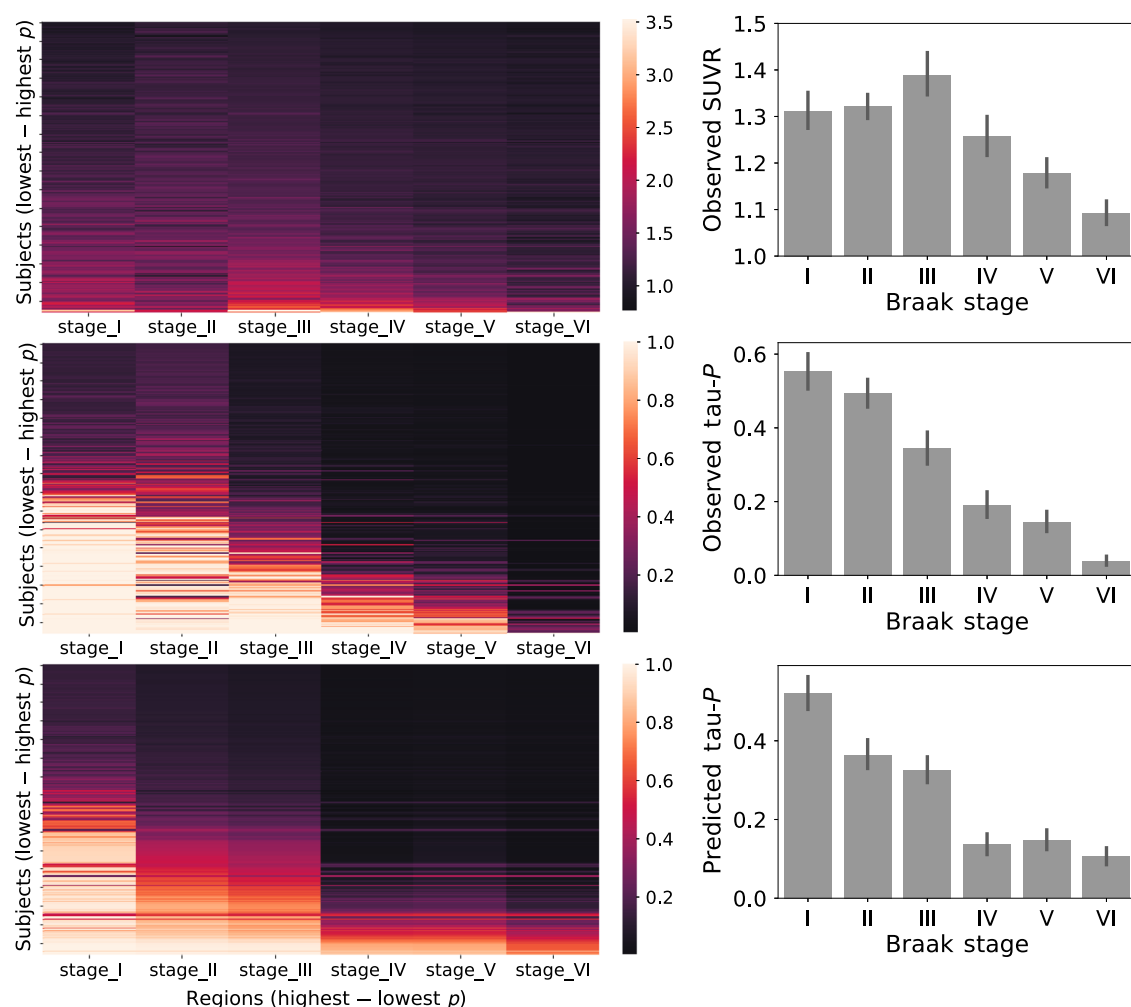 Subjects (lowest − highest p)
stage_I stage_II stage_III stage_IV stage_V stage_VI
3.5
3.0
2.5
2.0
1.5
1.0
Observed SUVR
1.5
1.4
1.3
1.2
1.1
1.0
I II III IV V VI
Braak stage
Subjects (lowest − highest p)
stage_I stage_II stage_III stage_IV stage_V stage_VI
1.0
0.8
0.6
0.4
0.2
Observed tau-P
0.6
0.4
0.2
0.0
I II III IV V VI
Braak stage
Subjects (lowest − highest p)
stage_I stage_II stage_III stage_IV stage_V stage_VI
Regions (highest − lowest p)
1.0
0.8
0.6
0.4
0.2
Predicted tau-P
0.4
0.2
0.0
I II III IV V VI
Braak stage